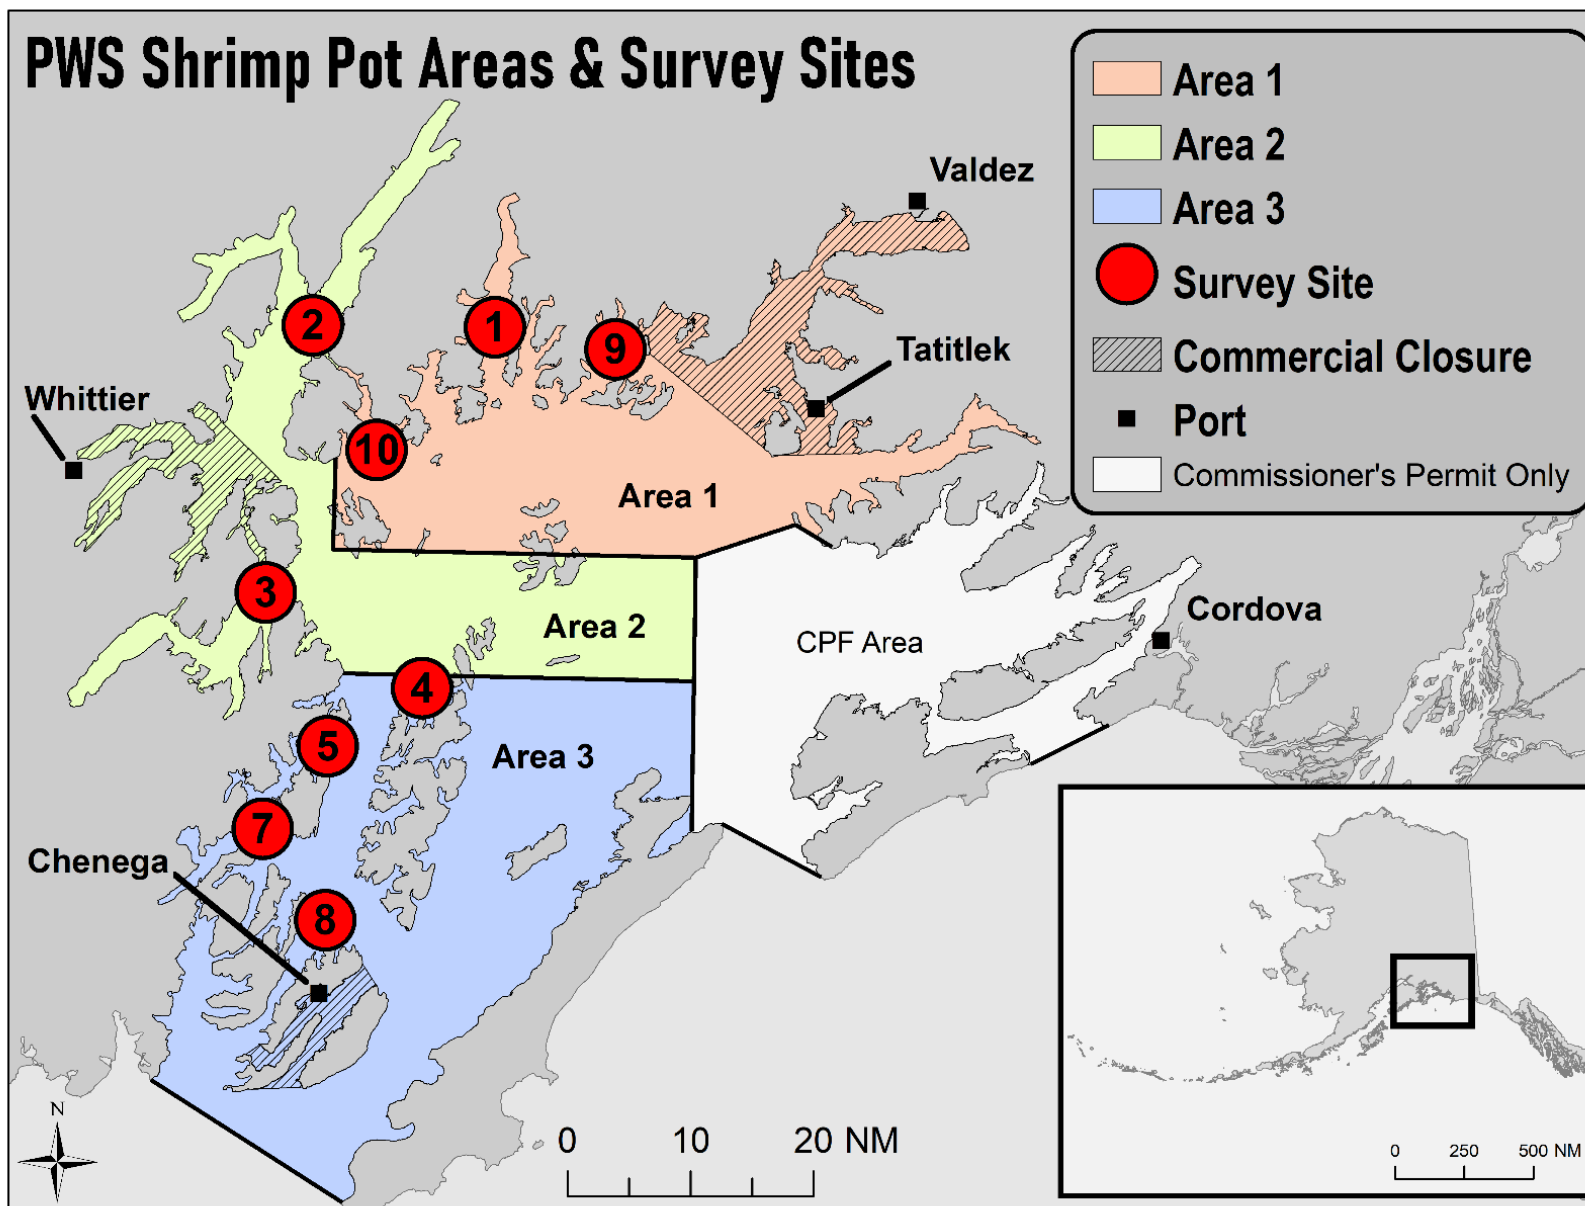 PWS Shrimp Pot Areas & Survey Sites
Area 1
Area 2
Area 3
Survey Site
Commercial Closure
Port
Commissioner's Permit Only
Valdez
Tatitlek
Whittier
2
1
9
10
Area 1
3
Area 2
CPF Area
Cordova
4
5
Area 3
7
Chenega
8
N
0 10 20 NM
0 250 500 NM